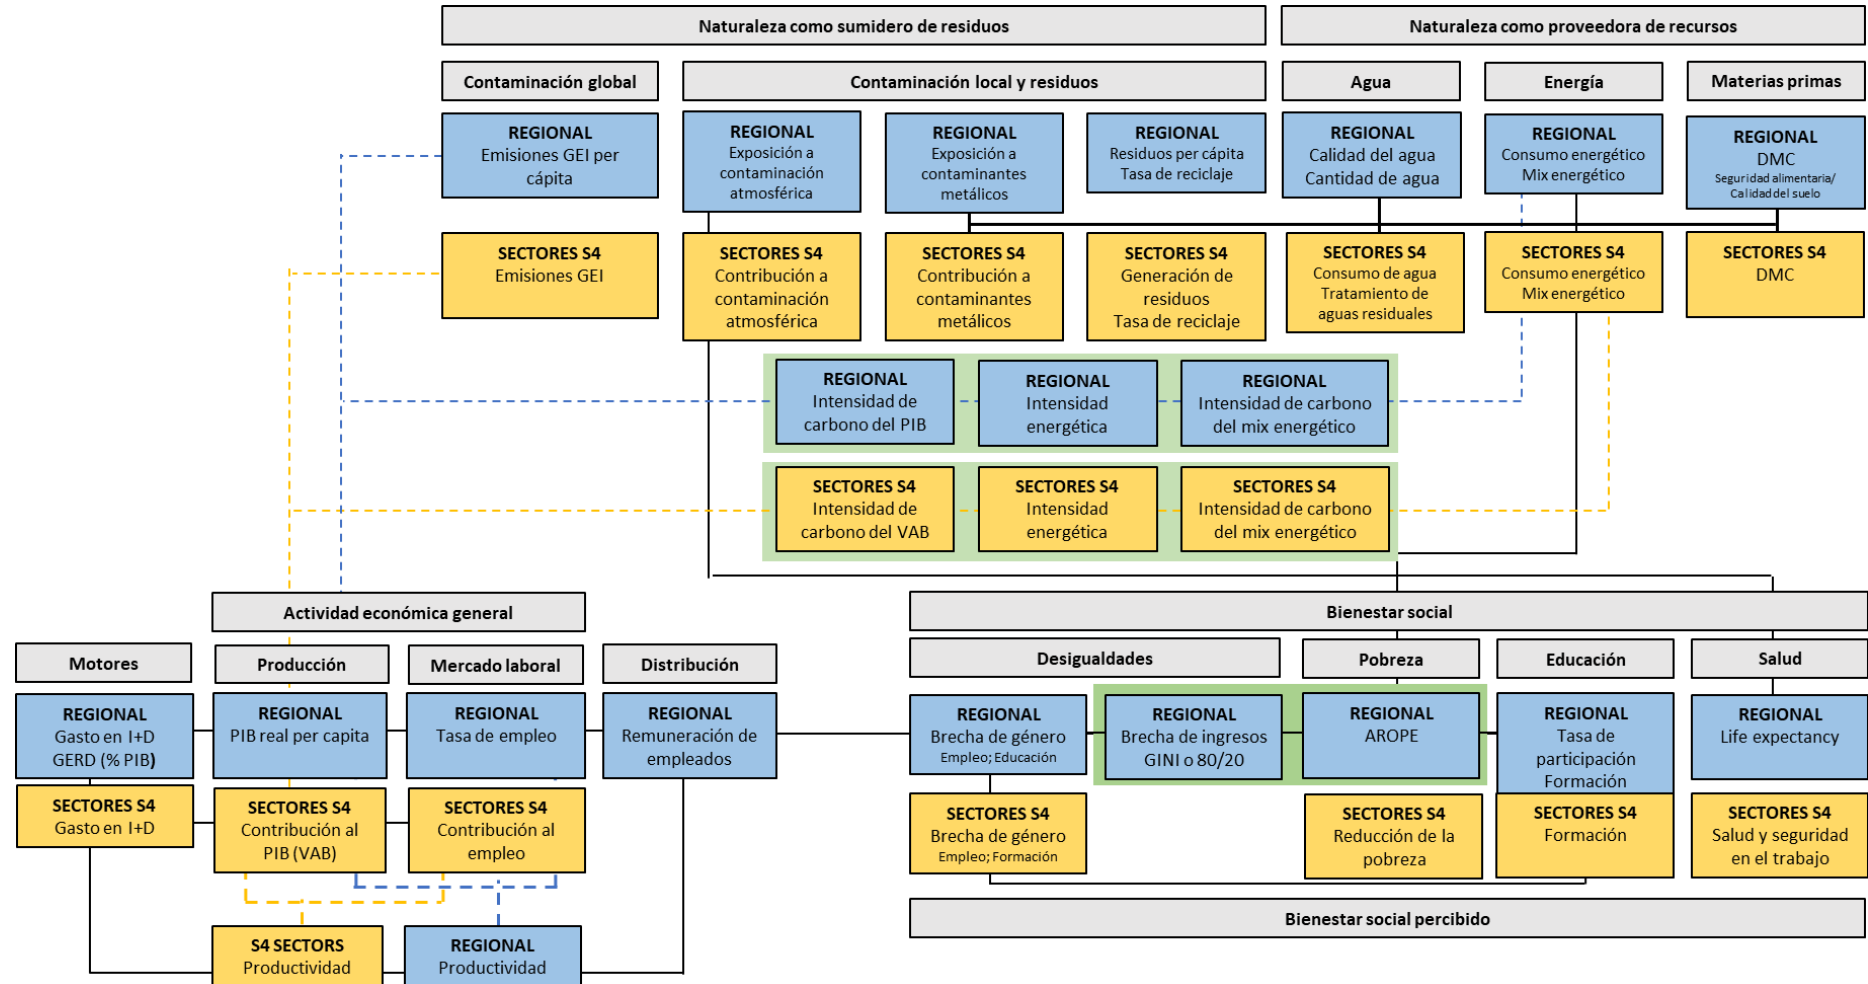 Naturaleza como sumidero de residuos
Naturaleza como proveedora de recursos
Contaminación global
Contaminación local y residuos
Agua
Energía
Materias primas
REGIONAL
Emisiones GEI per
cápita
REGIONAL
Exposición a
contaminación
atmosférica
REGIONAL
Exposición a
contaminantes
metálicos
REGIONAL
Residuos per cápita
Tasa de reciclaje
REGIONAL
Calidad del agua
Cantidad de agua
REGIONAL
Consumo energético
Mix energético
REGIONAL
DMC
Seguridad alimentaria/
Calidad del suelo
SECTORES S4
Emisiones GEI
SECTORES S4
Contribución a
contaminación
atmosférica
SECTORES S4
Contribución a
contaminantes
metálicos
SECTORES S4
Generación de
residuos
Tasa de reciclaje
SECTORES S4
Consumo de agua
Tratamiento de
aguas residuales
SECTORES S4
Consumo energético
Mix energético
SECTORES S4
DMC
REGIONAL
Intensidad de
carbono del PIB
REGIONAL
Intensidad
energética
REGIONAL
Intensidad de carbono
del mix energético
SECTORES S4
Intensidad de
carbono del VAB
SECTORES S4
Intensidad
energética
SECTORES S4
Intensidad de carbono
del mix energético
Actividad económica general
Bienestar social
Motores
Producción
Mercado laboral
Distribución
Desigualdades
Pobreza
Educación
Salud
REGIONAL
Gasto en I+D
GERD (% PIB)
REGIONAL
PIB real per capita
REGIONAL
Tasa de empleo
REGIONAL
Remuneración de
empleados
REGIONAL
Brecha de género
Empleo; Educación
REGIONAL
Brecha de ingresos
GINI o 80/20
REGIONAL
AROPE
REGIONAL
Tasa de
participación
Formación
REGIONAL
Life expectancy
SECTORES S4
Gasto en I+D
SECTORES S4
Contribución al
PIB (VAB)
SECTORES S4
Contribución al
empleo
SECTORES S4
Brecha de género
Empleo; Formación
SECTORES S4
Reducción de la
pobreza
SECTORES S4
Formación
SECTORES S4
Salud y seguridad
en el trabajo
Bienestar social percibido
S4 SECTORS
Productividad
REGIONAL
Productividad